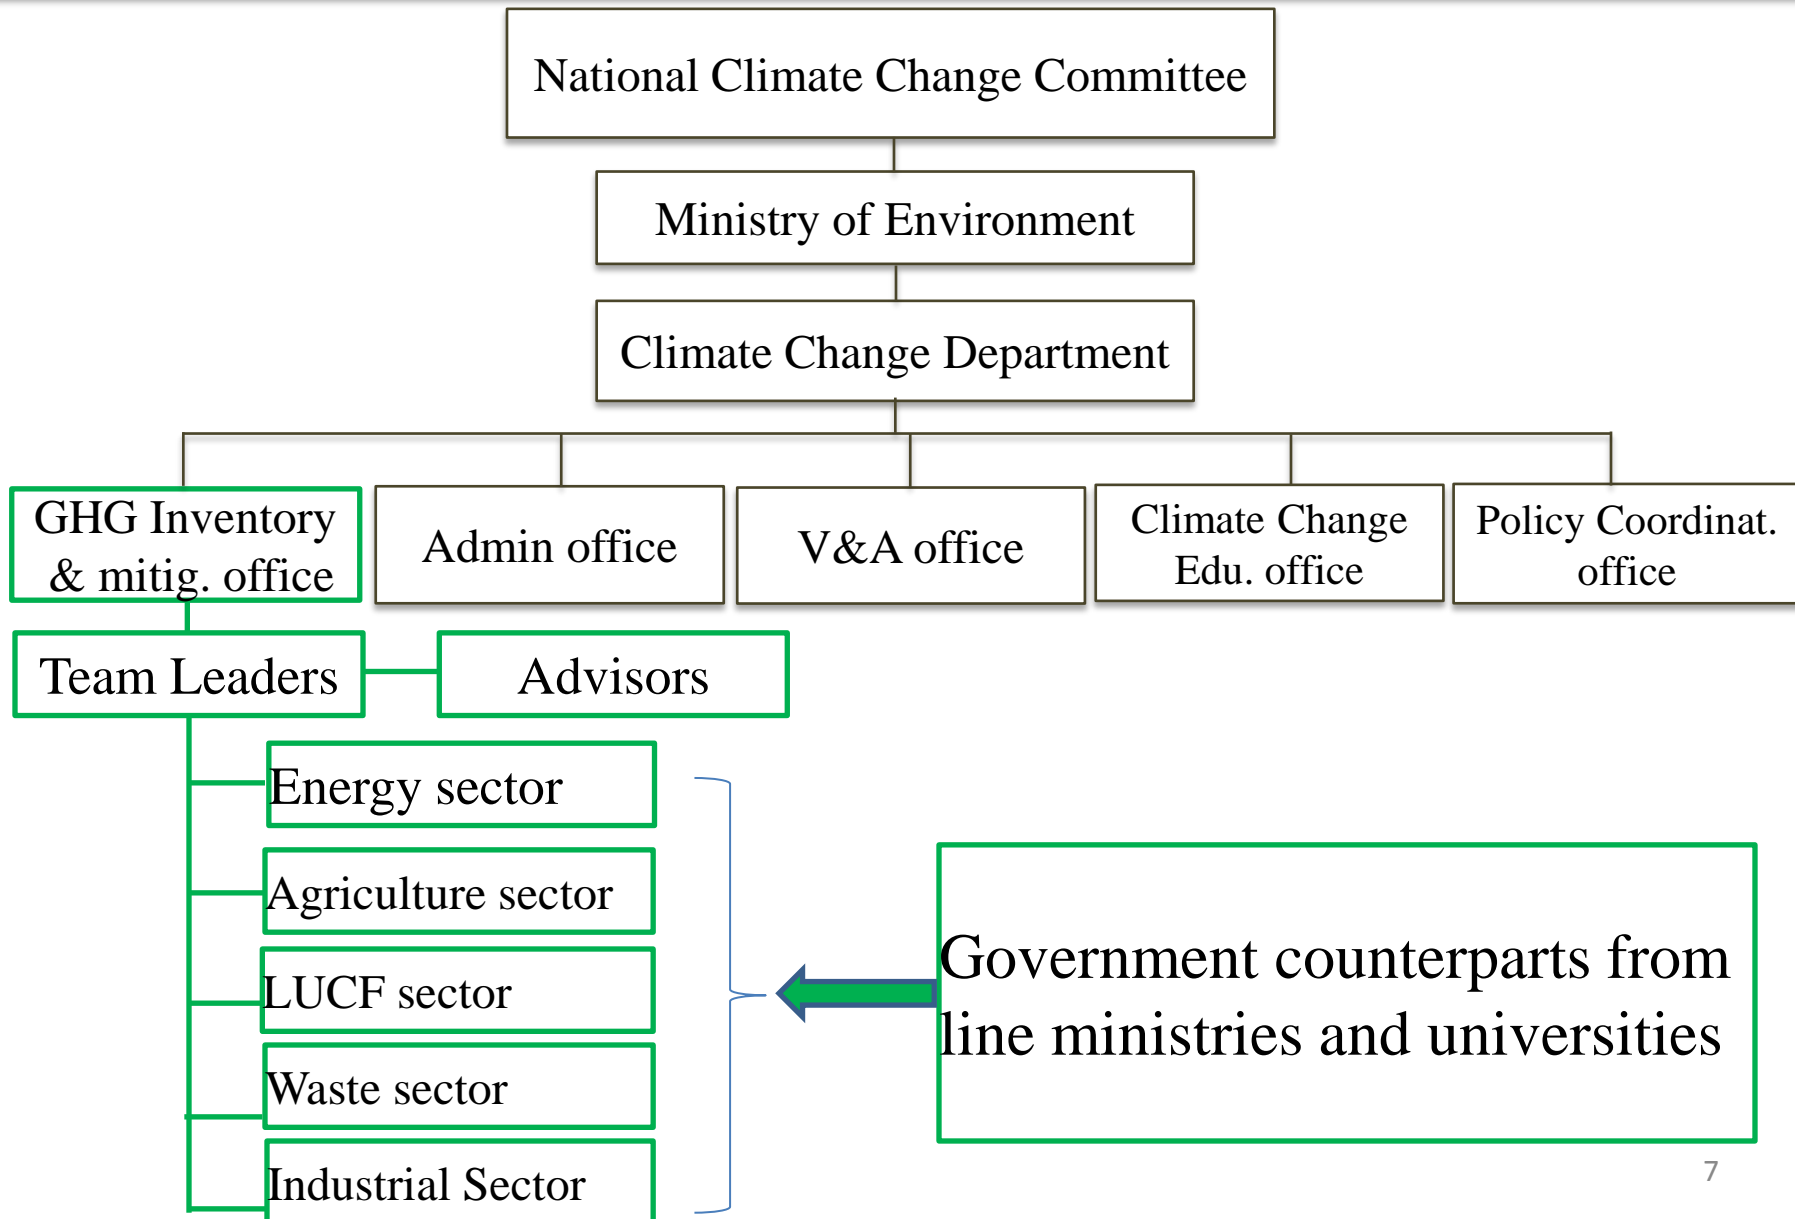 National Climate Change Committee
Ministry of Environment
Climate Change Department
GHG Inventory
& mitig. office
Admin office
V&A office
Climate Change
Edu. office
Policy Coordinat.
office
Team Leaders
Advisors
Energy sector
Agriculture sector
LUCF sector
Waste sector
Industrial Sector
Government counterparts from
line ministries and universities
7